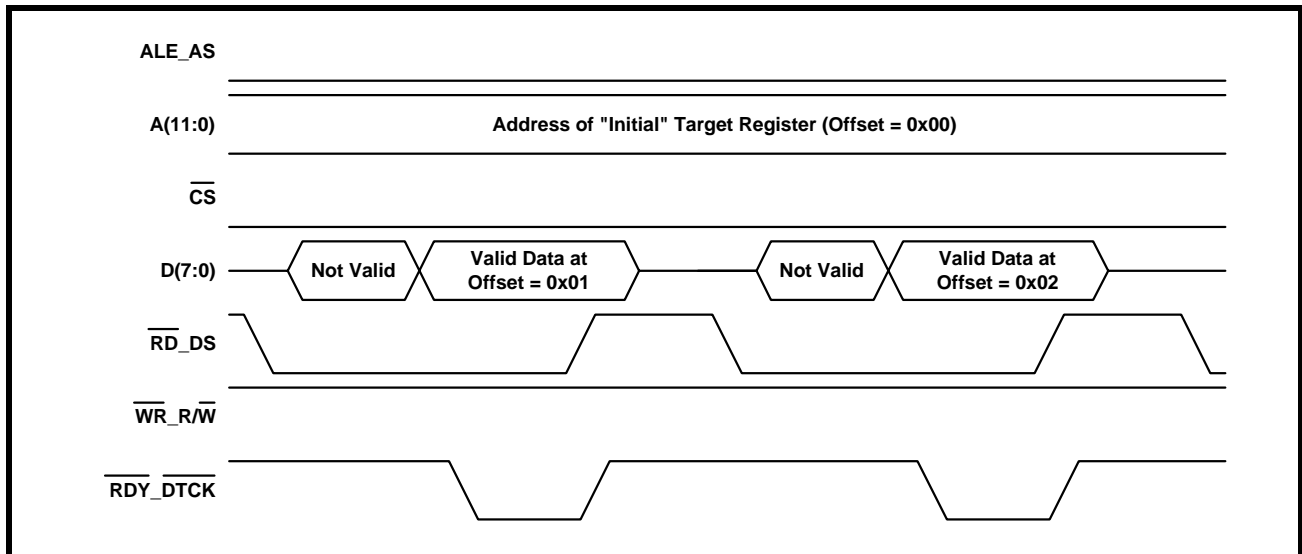 ALE_AS
A(11:0) Address of "Initial" Target Register (Offset = 0x00)
CS
D(7:0) Not Valid Valid Data at Offset = 0x01 Not Valid Valid Data at Offset = 0x02
RD_DS
WR_R/W
RDY_DTCK